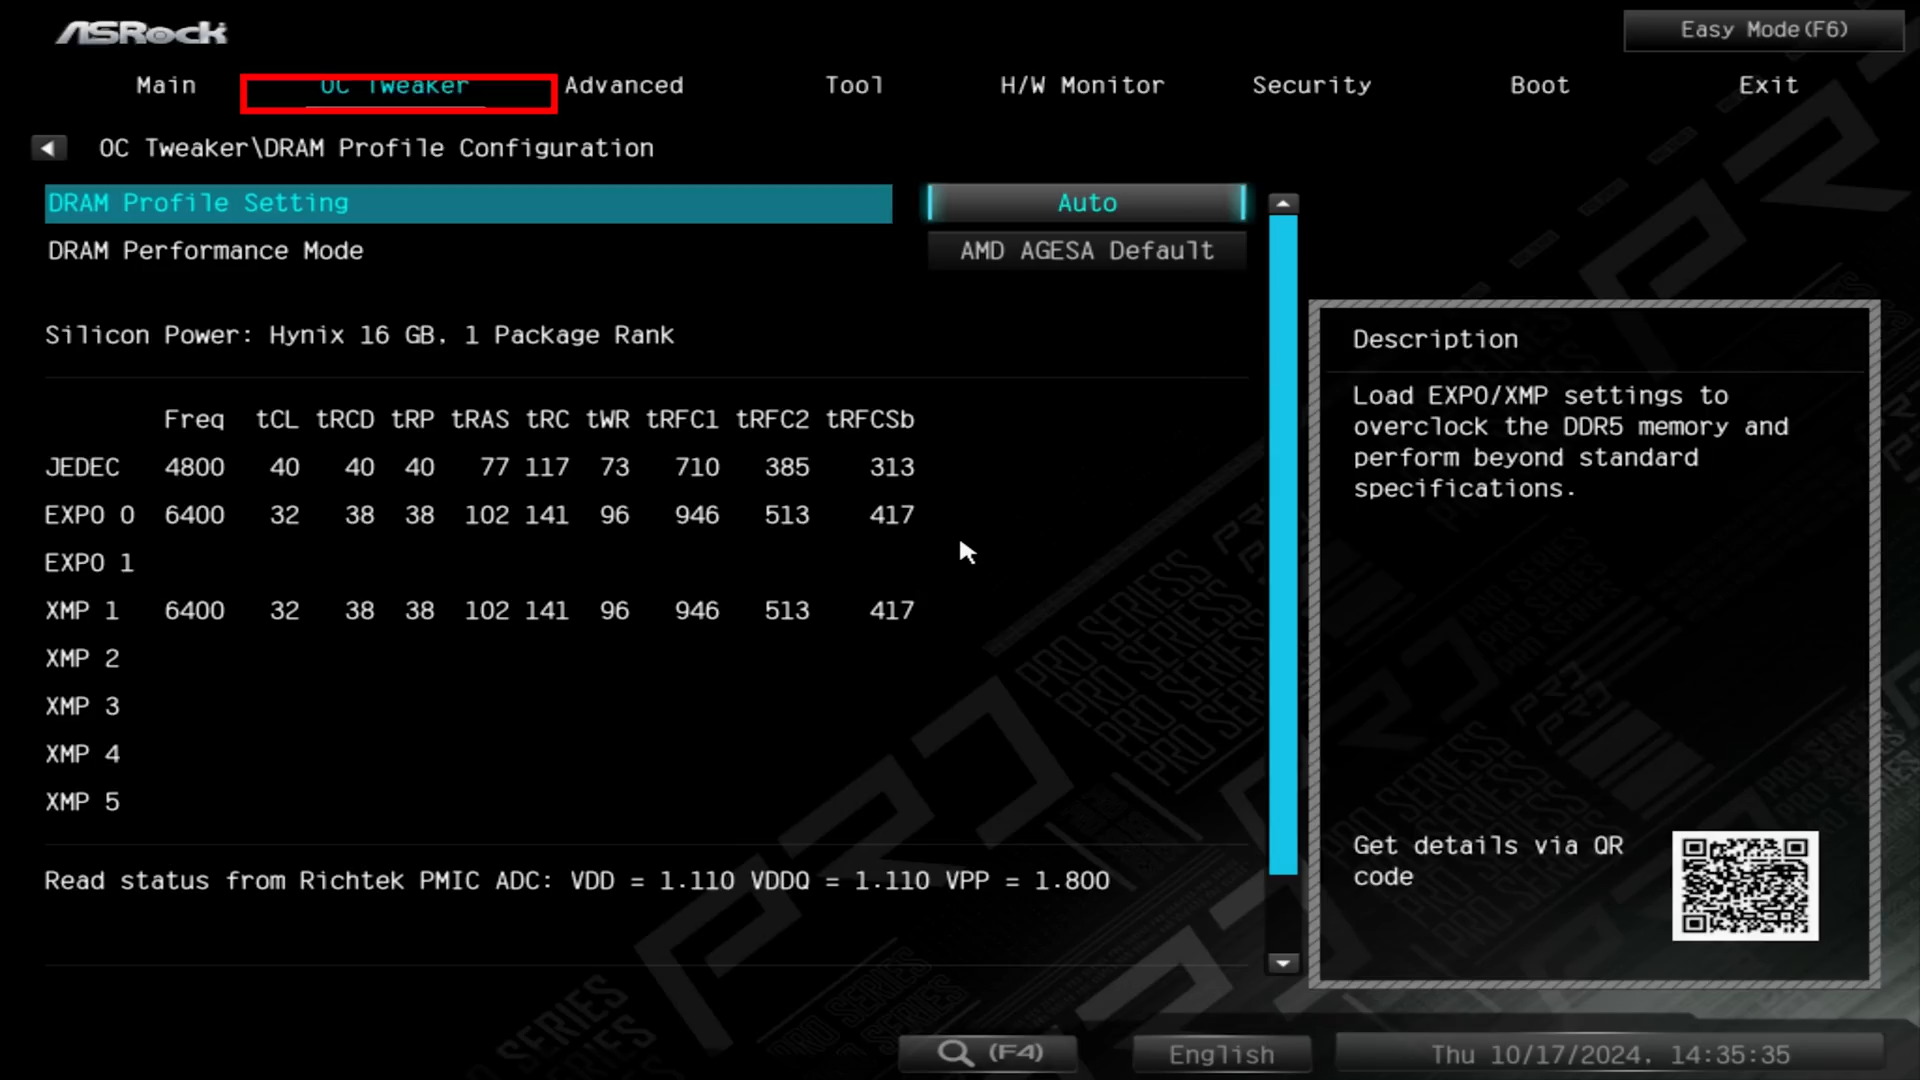 ASRock
Easy Mode(F6)
Main OC Tweaker Advanced Tool H/W Monitor Security Boot Exit
OC Tweaker\DRAM Profile Configuration
DRAM Profile Setting Auto
DRAM Performance Mode AMD AGESA Default
Silicon Power: Hynix 16 GB, 1 Package Rank
Freq tCL tRCD tRP tRAS tRC tWR tRFC1 tRFC2 tRFCSb
JEDEC 4800 40 40 40 77 117 73 710 385 313
EXPO 0 6400 32 38 38 102 141 96 946 513 417
EXPO 1
XMP 1 6400 32 38 38 102 141 96 946 513 417
XMP 2
XMP 3
XMP 4
XMP 5
Read status from Richtek PMIC ADC: VDD = 1.110 VDDQ = 1.110 VPP = 1.800
Description
Load EXPO/XMP settings to
overclock the DDR5 memory and
perform beyond standard
specifications.
Get details via QR
code
(F4)
English
Thu 10/17/2024, 14:35:35